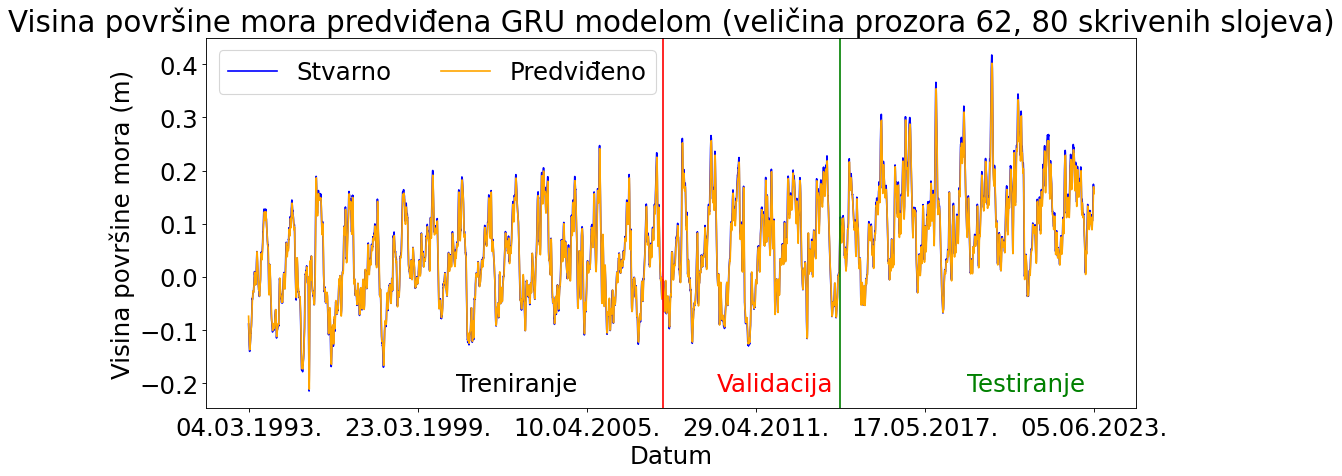 Visina površine mora predviđena GRU modelom (veličina prozora 62, 80 skrivenih slojeva)
Stvarno
Predviđeno
Visina površine mora (m)
0.4
0.3
0.2
0.1
0.0
−0.1
−0.2
Treniranje
Validacija
Testiranje
04.03.1993.
23.03.1999.
10.04.2005.
29.04.2011.
17.05.2017.
05.06.2023.
Datum